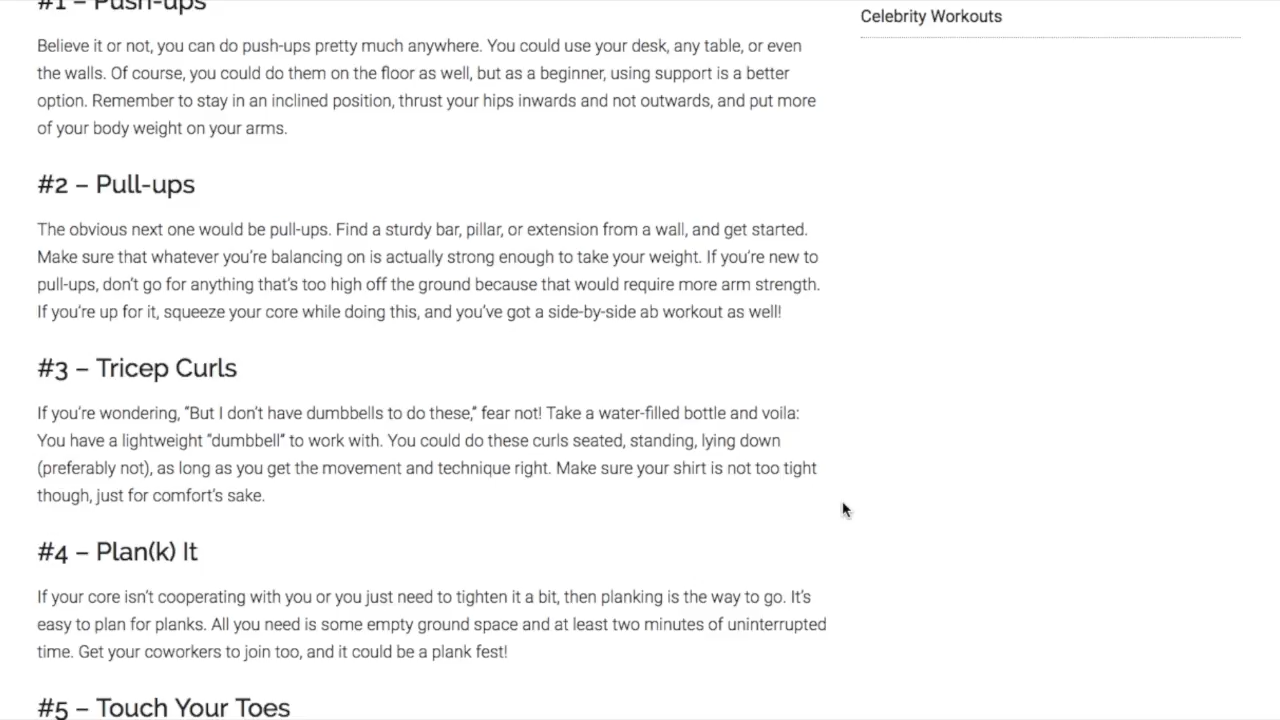 #1 – Push-ups
Believe it or not, you can do push-ups pretty much anywhere. You could use your desk, any table, or even
the walls. Of course, you could do them on the floor as well, but as a beginner, using support is a better
option. Remember to stay in an inclined position, thrust your hips inwards and not outwards, and put more
of your body weight on your arms.
#2 – Pull-ups
The obvious next one would be pull-ups. Find a sturdy bar, pillar, or extension from a wall, and get started.
Make sure that whatever you’re balancing on is actually strong enough to take your weight. If you’re new to
pull-ups, don’t go for anything that’s too high off the ground because that would require more arm strength.
If you’re up for it, squeeze your core while doing this, and you’ve got a side-by-side ab workout as well!
#3 – Tricep Curls
If you’re wondering, “But I don’t have dumbbells to do these,” fear not! Take a water-filled bottle and voila:
You have a lightweight “dumbbell” to work with. You could do these curls seated, standing, lying down
(preferably not), as long as you get the movement and technique right. Make sure your shirt is not too tight
though, just for comfort’s sake.
#4 – Plan(k) It
If your core isn’t cooperating with you or you just need to tighten it a bit, then planking is the way to go. It’s
easy to plan for planks. All you need is some empty ground space and at least two minutes of uninterrupted
time. Get your coworkers to join too, and it could be a plank fest!
#5 – Touch Your Toes
Celebrity Workouts